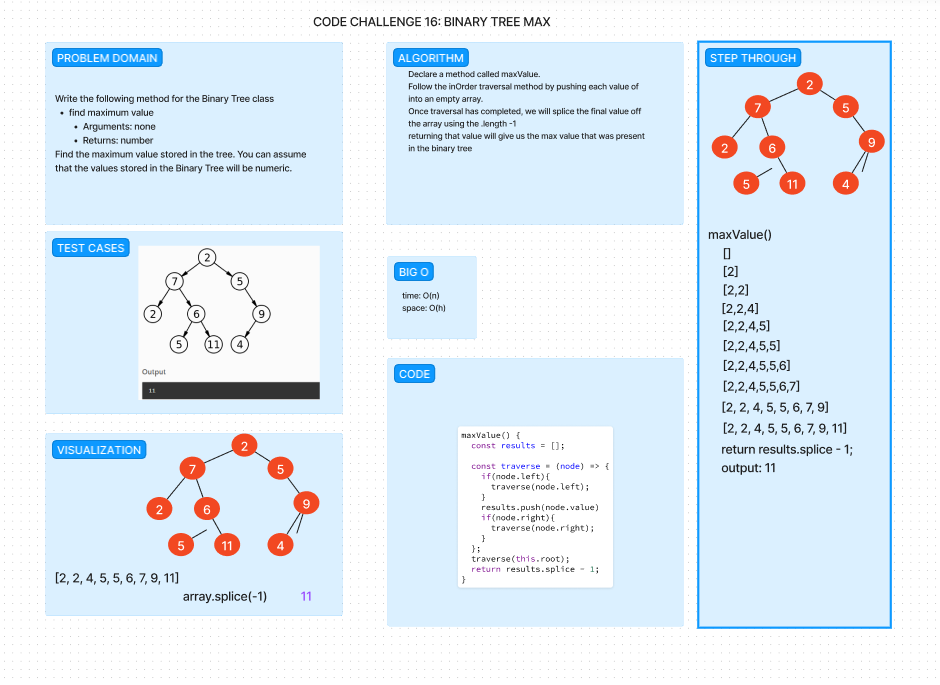 CODE CHALLENGE 16: BINARY TREE MAX
PROBLEM DOMAIN
Write the following method for the Binary Tree class
• find maximum value
• Arguments: none
• Returns: number
Find the maximum value stored in the tree. You can assume
that the values stored in the Binary Tree will be numeric.
TEST CASES
2
7 5
2 6 9
5 11 4
Output
11
VISUALIZATION
2
7 5
2 6 9
5 11 4
[2, 2, 4, 5, 5, 6, 7, 9, 11]
array.splice(-1) 11
ALGORITHM
Declare a method called maxValue.
Follow the inOrder traversal method by pushing each value of
into an empty array.
Once traversal has completed, we will splice the final value off
the array using the .length -1
returning that value will give us the max value that was present
in the binary tree
BIG O
time: O(n)
space: O(h)
CODE
maxValue() {
const results = [];
const traverse = (node) => {
if(node.left){
traverse(node.left);
}
results.push(node.value)
if(node.right){
traverse(node.right);
}
};
traverse(this.root);
return results.splice - 1;
}
STEP THROUGH
2
7 5
2 6 9
5 11 4
maxValue()
[]
[2]
[2,2]
[2,2,4]
[2,2,4,5]
[2,2,4,5,5]
[2,2,4,5,5,6]
[2,2,4,5,5,6,7]
[2, 2, 4, 5, 5, 6, 7, 9]
[2, 2, 4, 5, 5, 6, 7, 9, 11]
return results.splice - 1;
output: 11